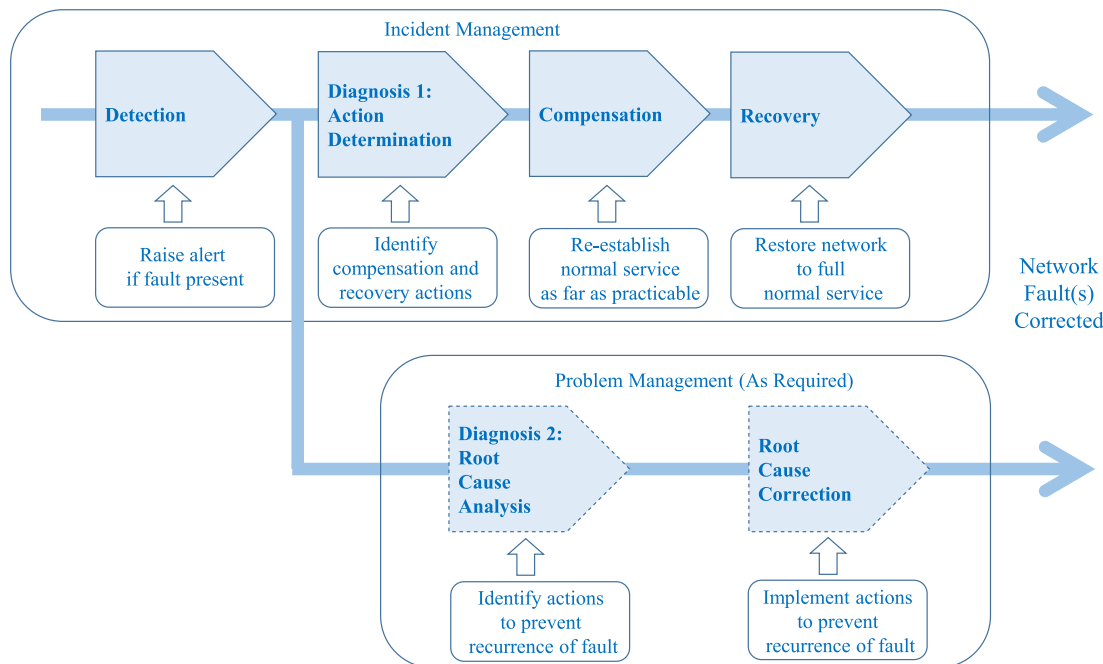 Incident Management
Detection
Diagnosis 1:
Action
Determination
Compensation
Recovery
Raise alert
if fault present
Identify
compensation and
recovery actions
Re-establish
normal service
as far as practicable
Restore network
to full
normal service
Network
Fault(s)
Corrected
Problem Management (As Required)
Diagnosis 2:
Root
Cause
Analysis
Root
Cause
Correction
Identify actions
to prevent
recurrence of fault
Implement actions
to prevent
recurrence of fault